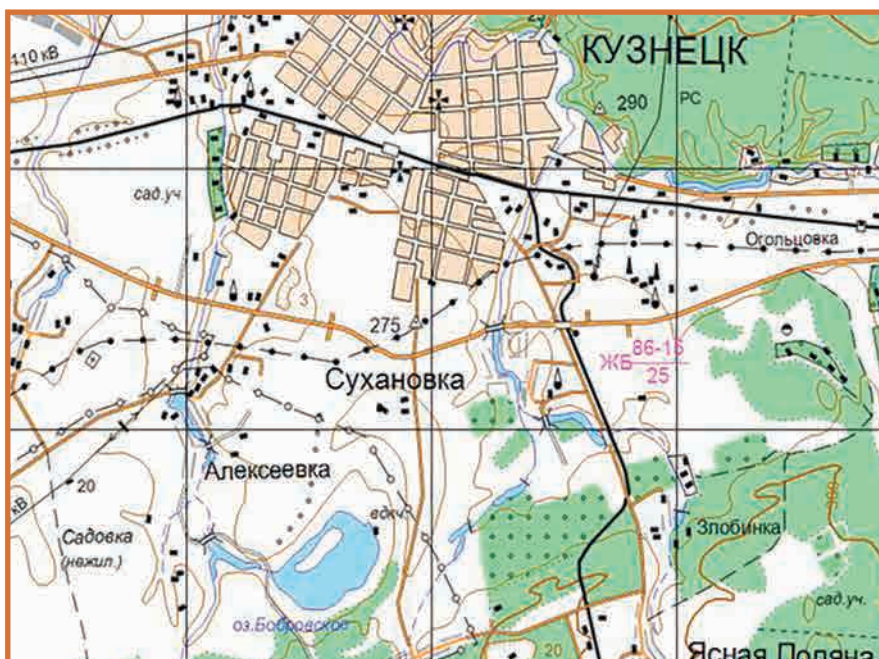 КУЗНЕЦК
110 кВ
290
РС
сад.уч.
Огольцовка
3
275
ЖБ 86-15
25
Сухановка
Алексеевка
20
кВ
вдкч.
Садовка
(нежил.)
Злобинка
оз.Бобровское
сад.уч.
20
Ясная Поляна